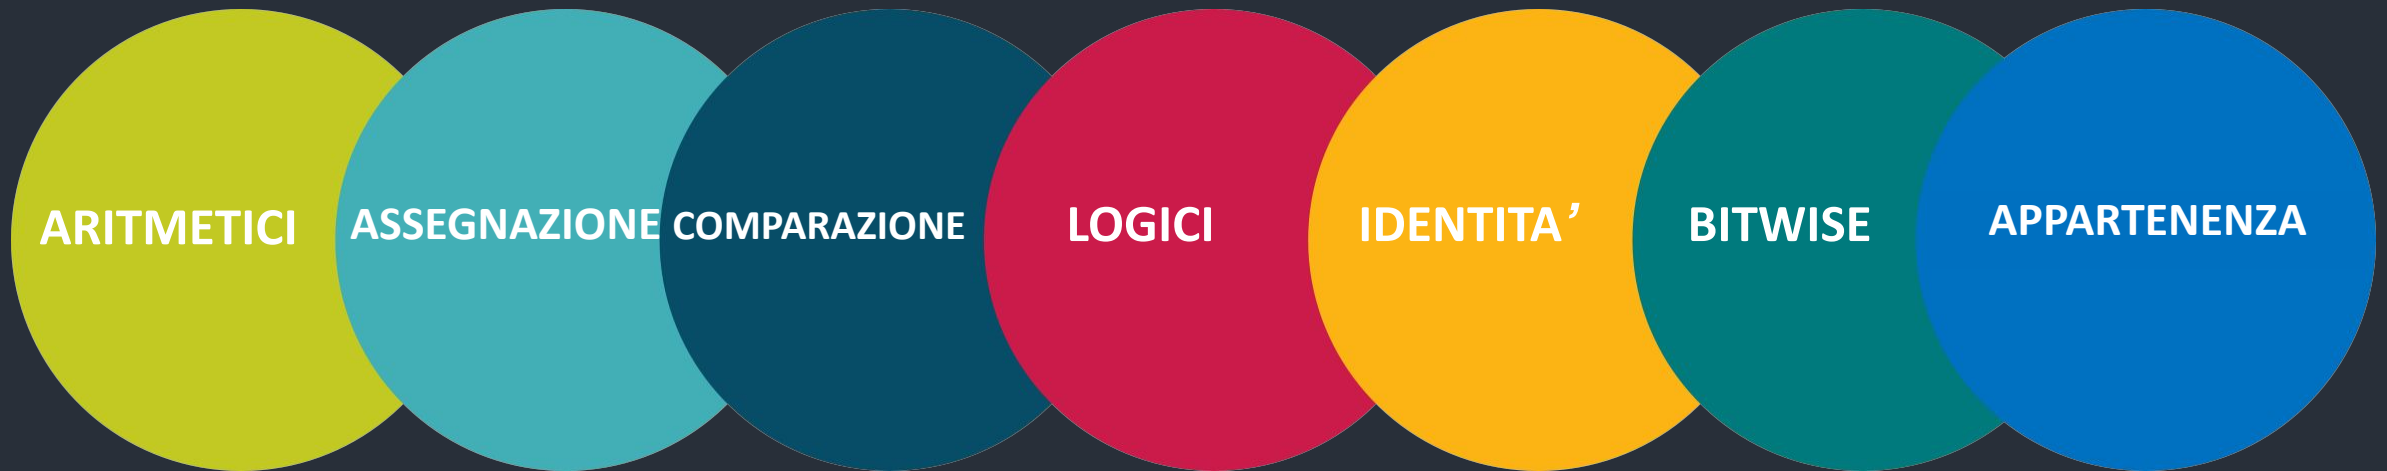 ARITMETICI
ASSEGNAZIONE
COMPARAZIONE
LOGICI
IDENTITA’
BITWISE
APPARTENENZA